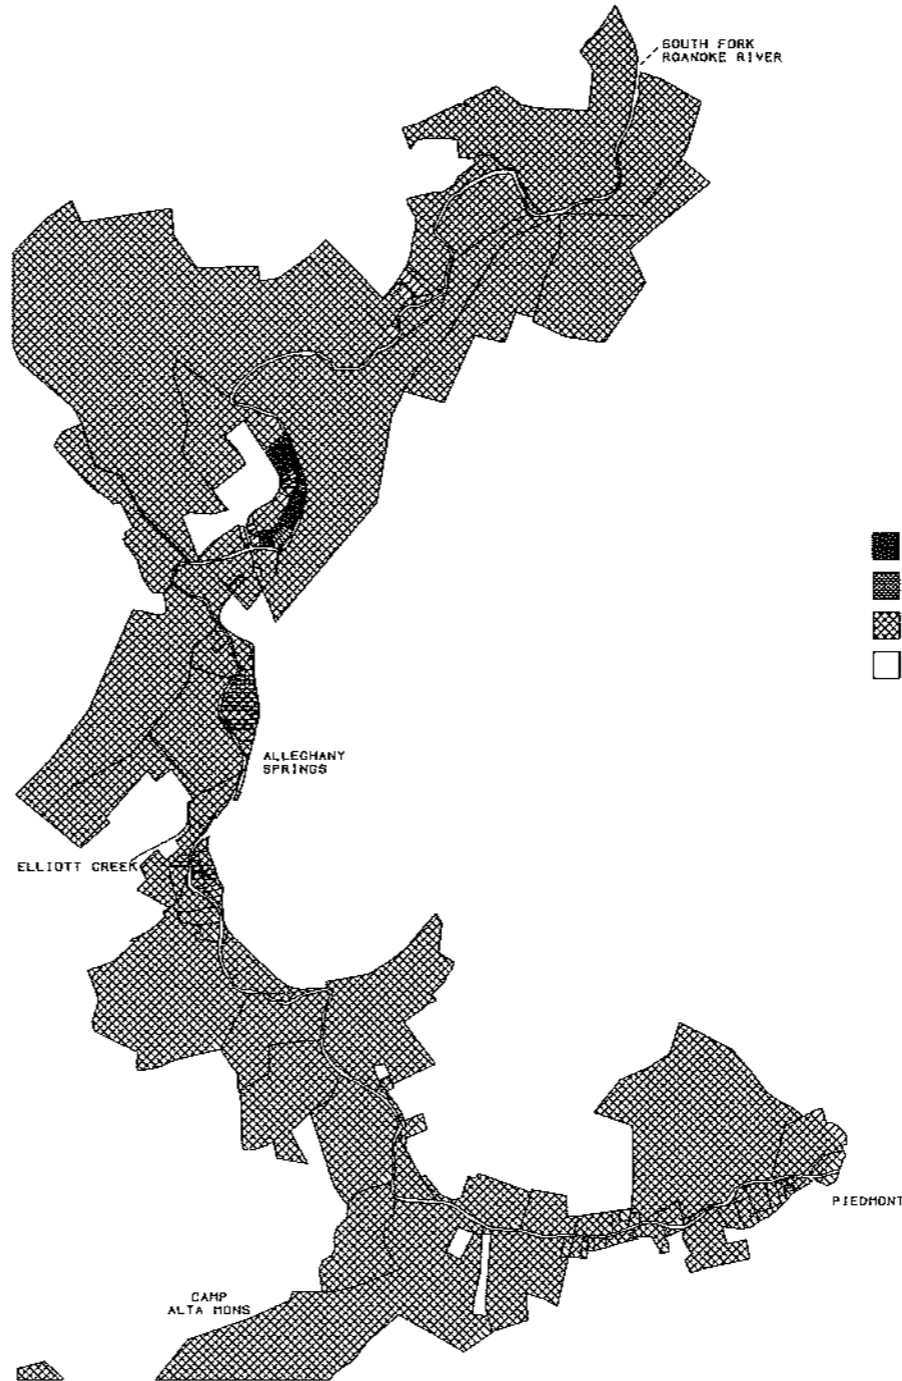 SOUTH FORK
ROANOKE RIVER
ALLEGHANY
SPRINGS
ELLIOTT CREEK
PIEDMONT
CAMP
ALTA MONS